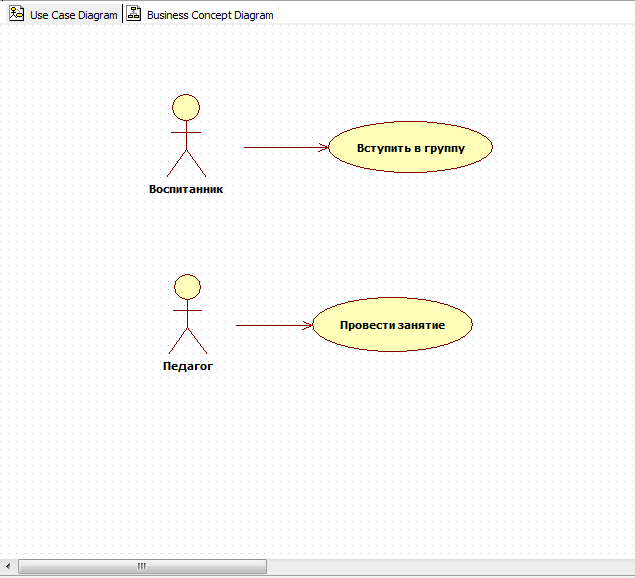 Use Case Diagram
Business Concept Diagram
Вступить в группу
Воспитанник
Провести занятие
Педагог